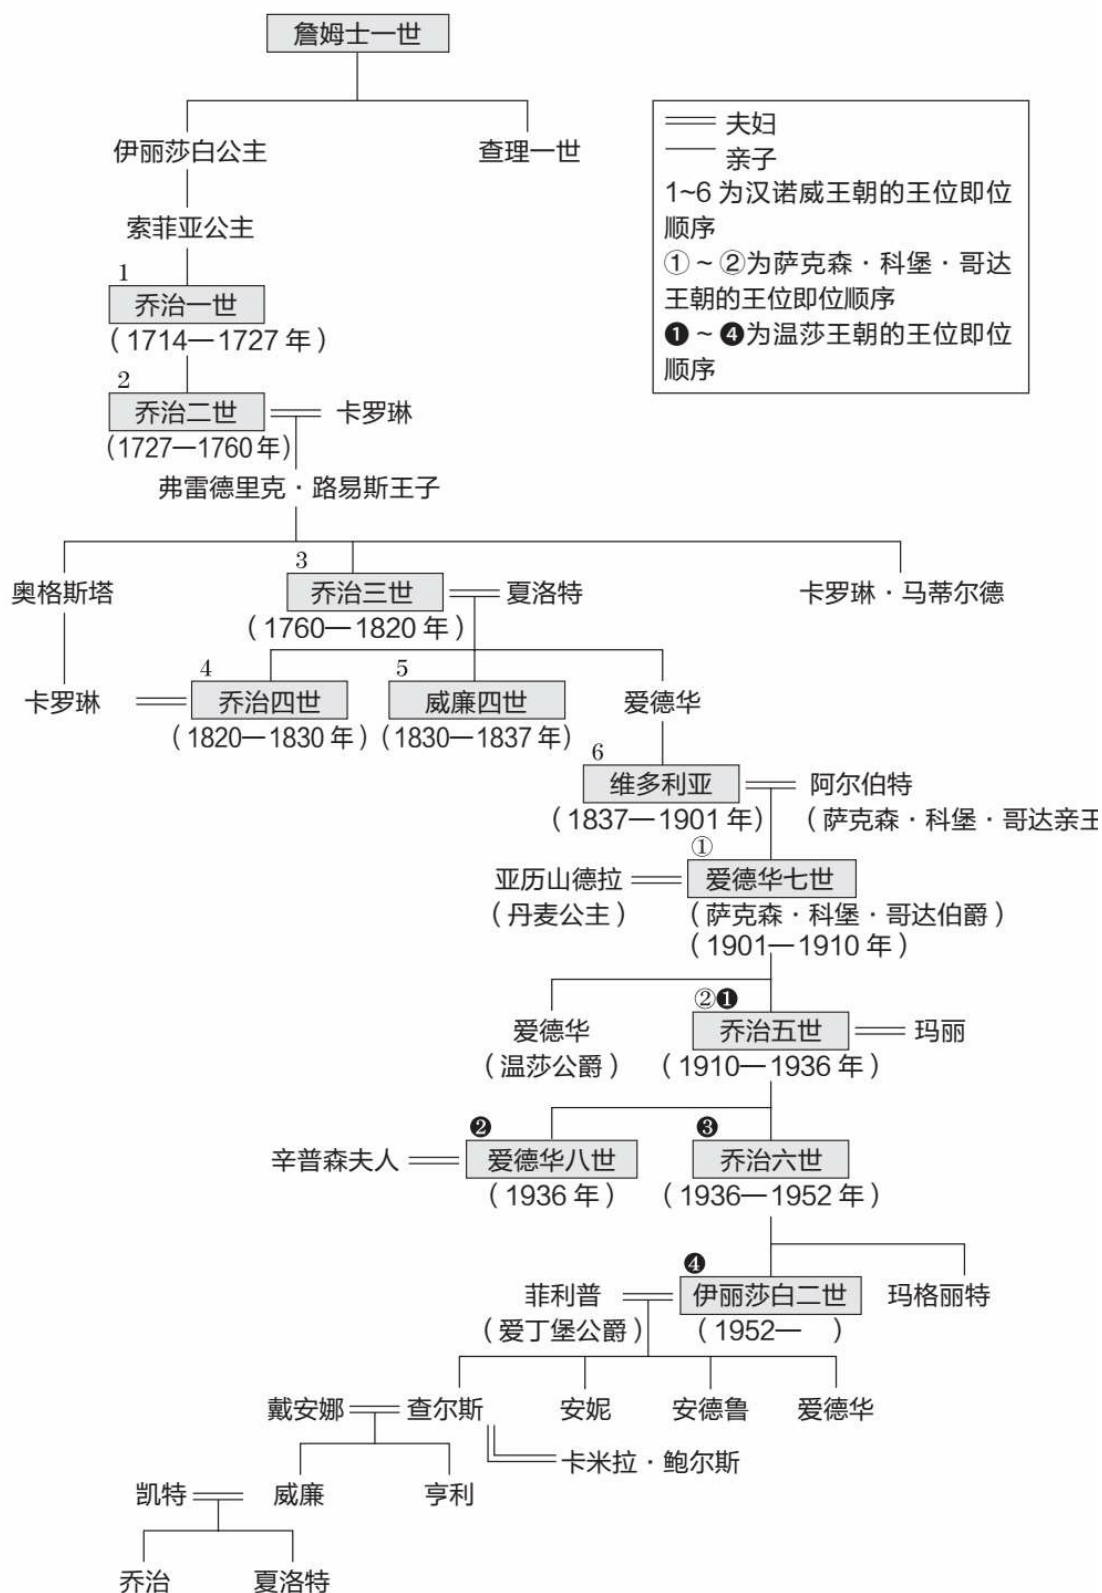 詹姆士一世
伊丽莎白公主
查理一世
夫妇
亲子
1~6 为汉诺威王朝的王位即位
顺序
①~②为萨克森·科堡·哥达
王朝的王位即位顺序
❶~❹为温莎王朝的王位即位
顺序
索菲亚公主
1
乔治一世
(1714—1727 年)
2
乔治二世
卡罗琳
(1727—1760 年)
弗雷德里克·路易斯王子
奥格斯塔
3
乔治三世
夏洛特
卡罗琳·马蒂尔德
(1760—1820 年)
卡罗琳
4
乔治四世
5
威廉四世
爱德华
(1820—1830 年)
(1830—1837 年)
6
维多利亚
阿尔伯特
(1837—1901 年)
(萨克森·科堡·哥达亲王
①
亚历山德拉
爱德华七世
(丹麦公主)
(萨克森·科堡·哥达伯爵)
(1901—1910 年)
爱德华
②❶
乔治五世
玛丽
(温莎公爵)
(1910—1936 年)
辛普森夫人
❷
爱德华八世
❸
乔治六世
(1936 年)
(1936—1952 年)
菲利普
❹
伊丽莎白二世
玛格丽特
(爱丁堡公爵)
(1952— )
戴安娜
查尔斯
安妮
安德鲁
爱德华
卡米拉·鲍尔斯
凯特
威廉
亨利
乔治
夏洛特